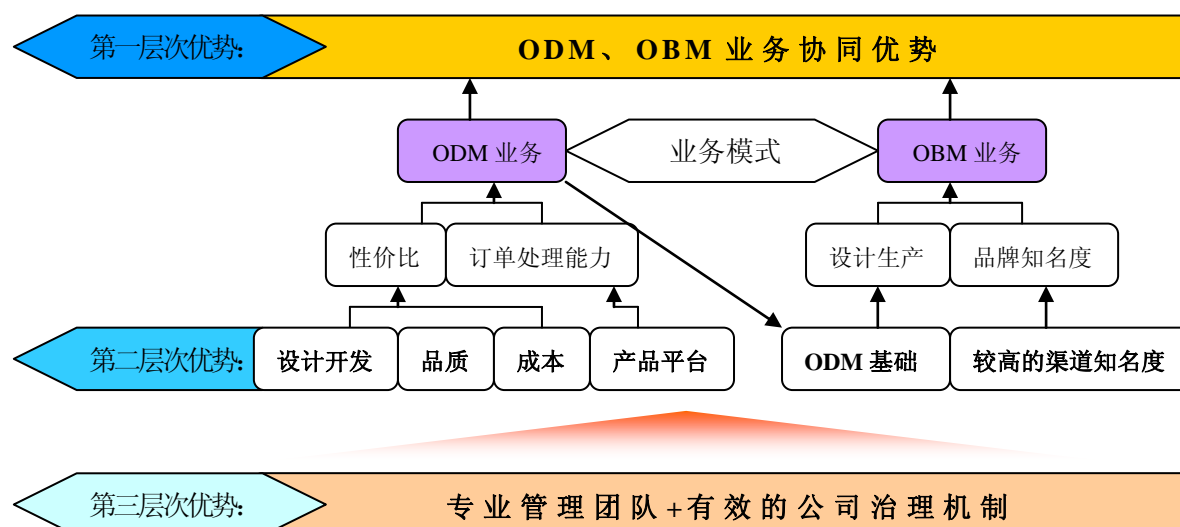 第一层次优势：
ODM、OBM 业务协同优势
ODM 业务
业务模式
OBM 业务
性价比
订单处理能力
设计生产
品牌知名度
第二层次优势：
设计开发
品质
成本
产品平台
ODM 基础
较高的渠道知名度
第三层次优势：
专业管理团队+有效的公司治理机制